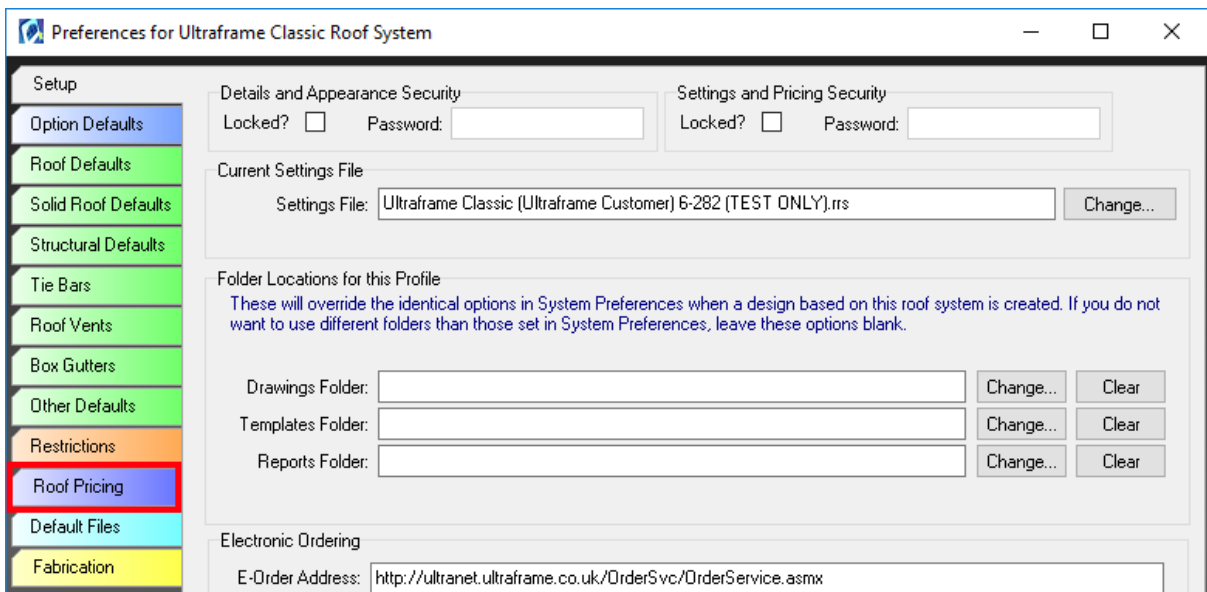 Preferences for Ultraframe Classic Roof System
Setup
Option Defaults
Roof Defaults
Solid Roof Defaults
Structural Defaults
Tie Bars
Roof Vents
Box Gutters
Other Defaults
Restrictions
Roof Pricing
Default Files
Fabrication
Details and Appearance Security
Locked? Password:
Settings and Pricing Security
Locked? Password:
Current Settings File
Settings File: Ultraframe Classic (Ultraframe Customer) 6-282 (TEST ONLY).rrs Change...
Folder Locations for this Profile
These will override the identical options in System Preferences when a design based on this roof system is created. If you do not
want to use different folders than those set in System Preferences, leave these options blank.
Drawings Folder: Change... Clear
Templates Folder: Change... Clear
Reports Folder: Change... Clear
Electronic Ordering
E-Order Address: http://ultranet.ultraframe.co.uk/OrderSvc/OrderService.asmx